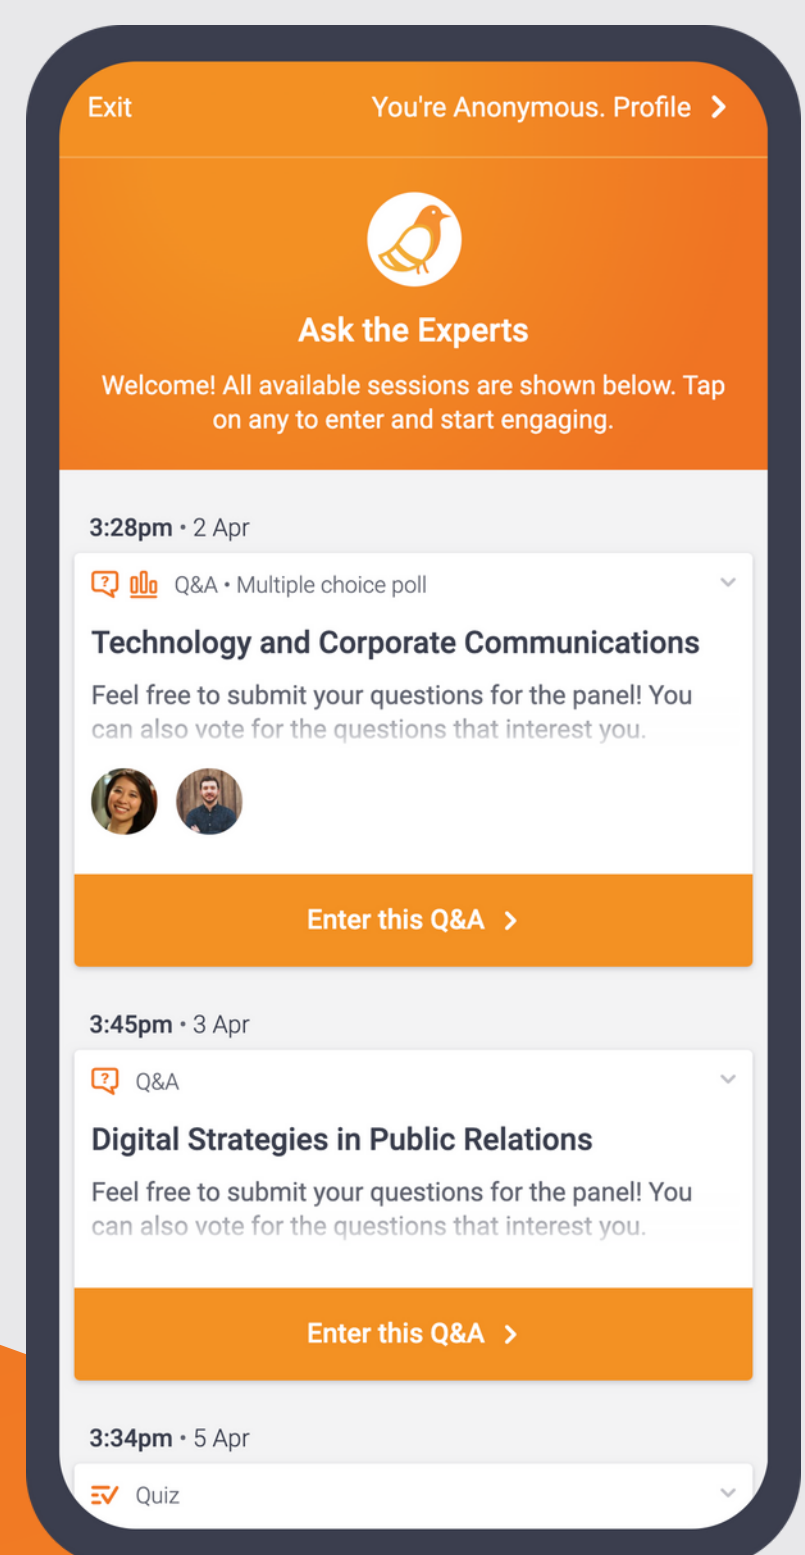 Exit
You're Anonymous. Profile
Ask the Experts
Welcome! All available sessions are shown below. Tap
on any to enter and start engaging.
3:28pm • 2 Apr
Q&A • Multiple choice poll
Technology and Corporate Communications
Feel free to submit your questions for the panel! You
can also vote for the questions that interest you.
Enter this Q&A
3:45pm • 3 Apr
Q&A
Digital Strategies in Public Relations
Feel free to submit your questions for the panel! You
can also vote for the questions that interest you.
Enter this Q&A
3:34pm • 5 Apr
Quiz